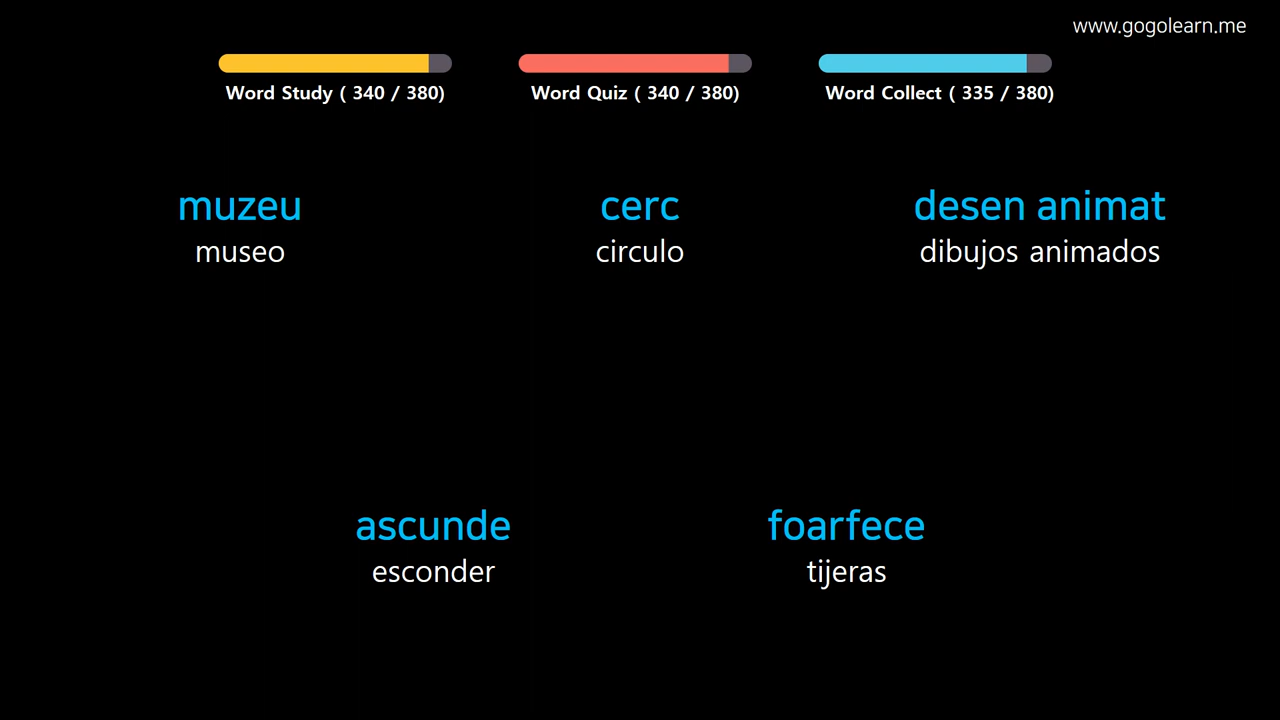 www.gogolearn.me
Word Study ( 340 / 380)
Word Quiz ( 340 / 380)
Word Collect ( 335 / 380)
muzeu
museo
cerc
circulo
desen animat
dibujos animados
ascunde
esconder
foarfece
tijeras